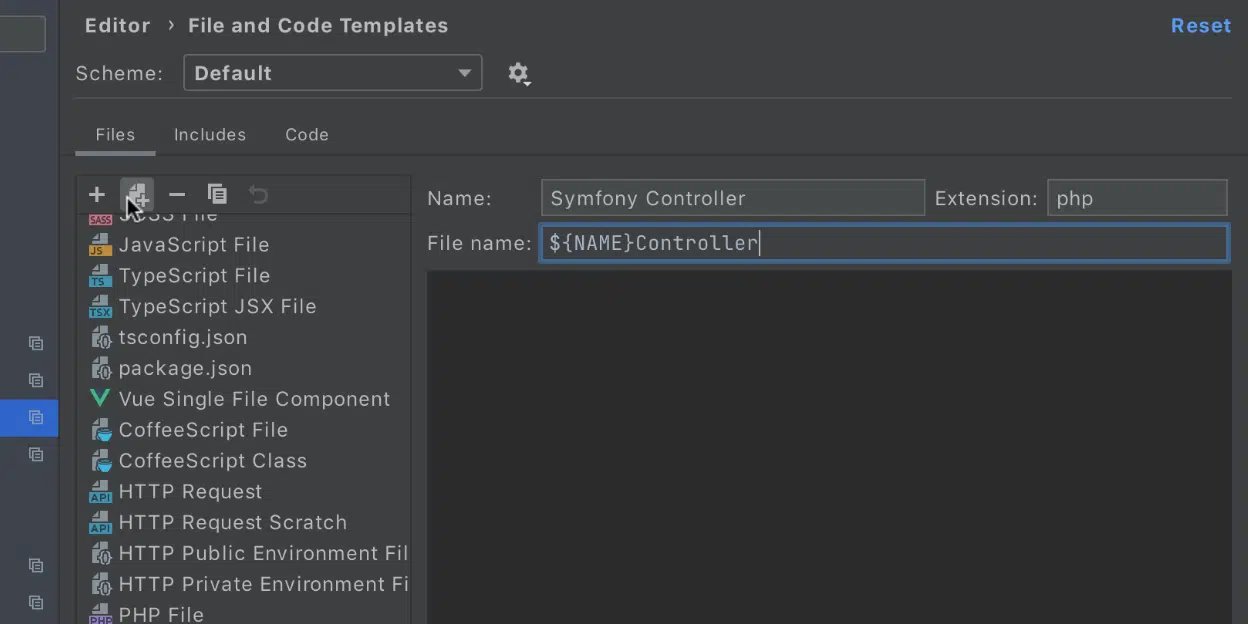 Editor › File and Code Templates
Reset
Scheme: Default
Files Includes Code
Name: Symfony Controller Extension: php
File name: ${NAME}Controller
SASS
JS JavaScript File
TS TypeScript File
TSX TypeScript JSX File
tsconfig.json
package.json
Vue Single File Component
CoffeeScript File
CoffeeScript Class
API HTTP Request
API HTTP Request Scratch
HTTP Public Environment Fil
HTTP Private Environment Fi
PHP PHP File